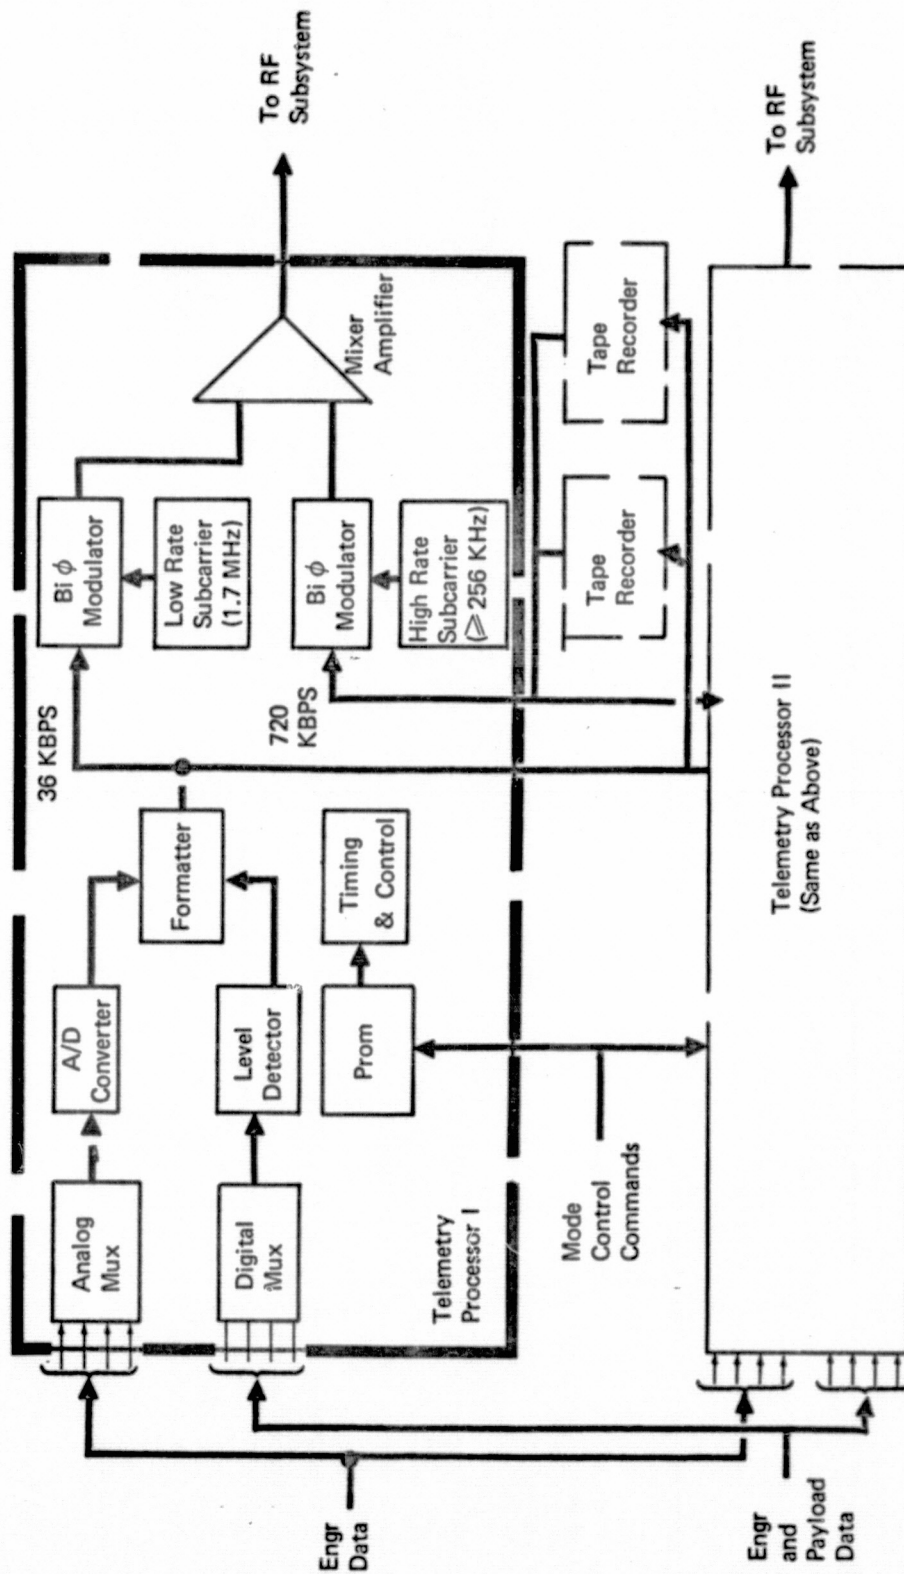 Engr
Data
Engr
and
Payload
Data
Analog
Mux
Digital
Mux
Telemetry
Processor I
A/D
Converter
Level
Detector
Prom
Formatter
Timing
& Control
Mode
Control
Commands
36 KBPS
720
KBPS
Bi ϕ
Modulator
Low Rate
Subcarrier
(1.7 MHz)
Bi ϕ
Modulator
High Rate
Subcarrier
(⩾ 256 KHz)
Mixer
Amplifier
To RF
Subsystem
Tape
Recorder
Tape
Recorder
Telemetry Processor II
(Same as Above)
To RF
Subsystem